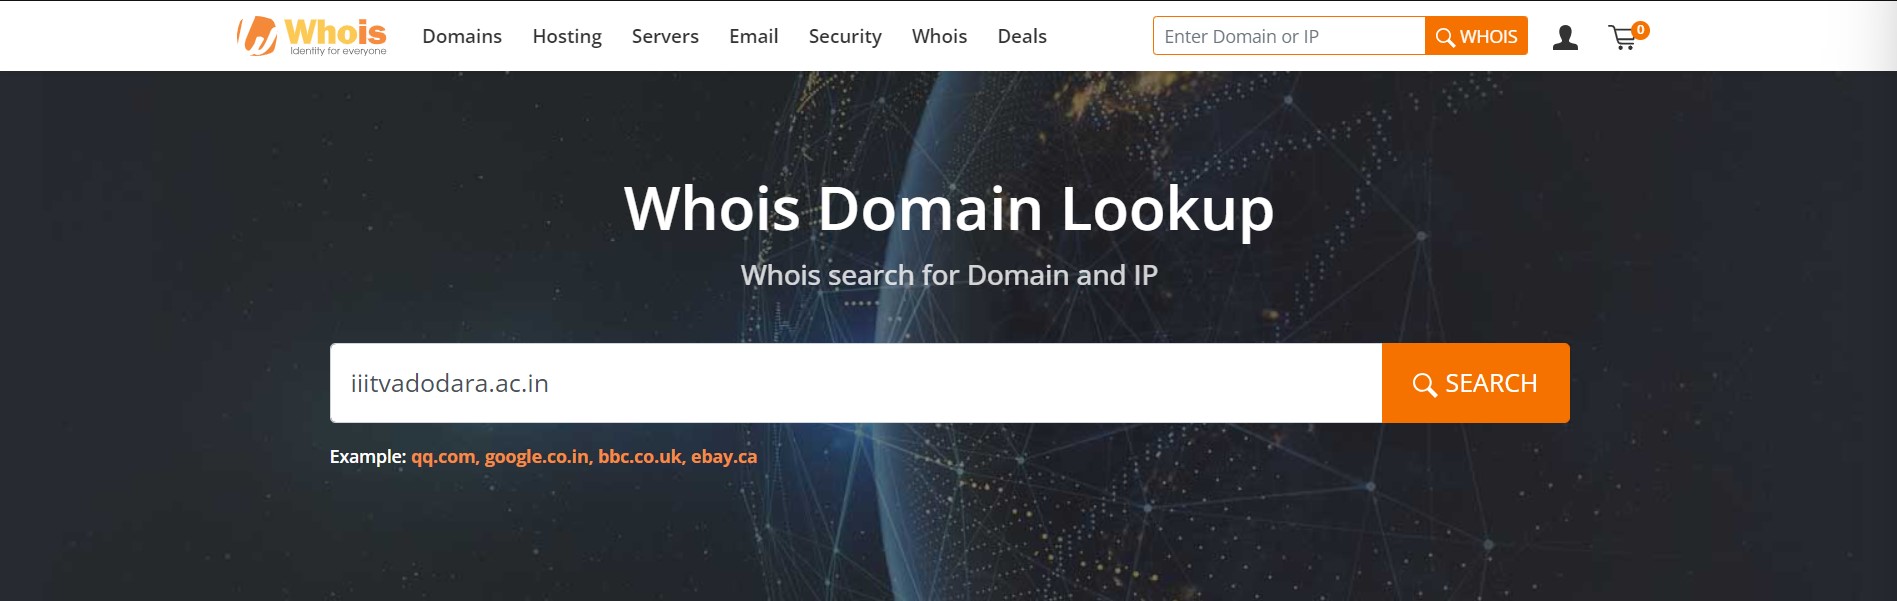 Whois
Identity for everyone
Domains Hosting Servers Email Security Whois Deals
Enter Domain or IP WHOIS 0
Whois Domain Lookup
Whois search for Domain and IP
iiitvadodara.ac.in SEARCH
Example: qq.com, google.co.in, bbc.co.uk, ebay.ca